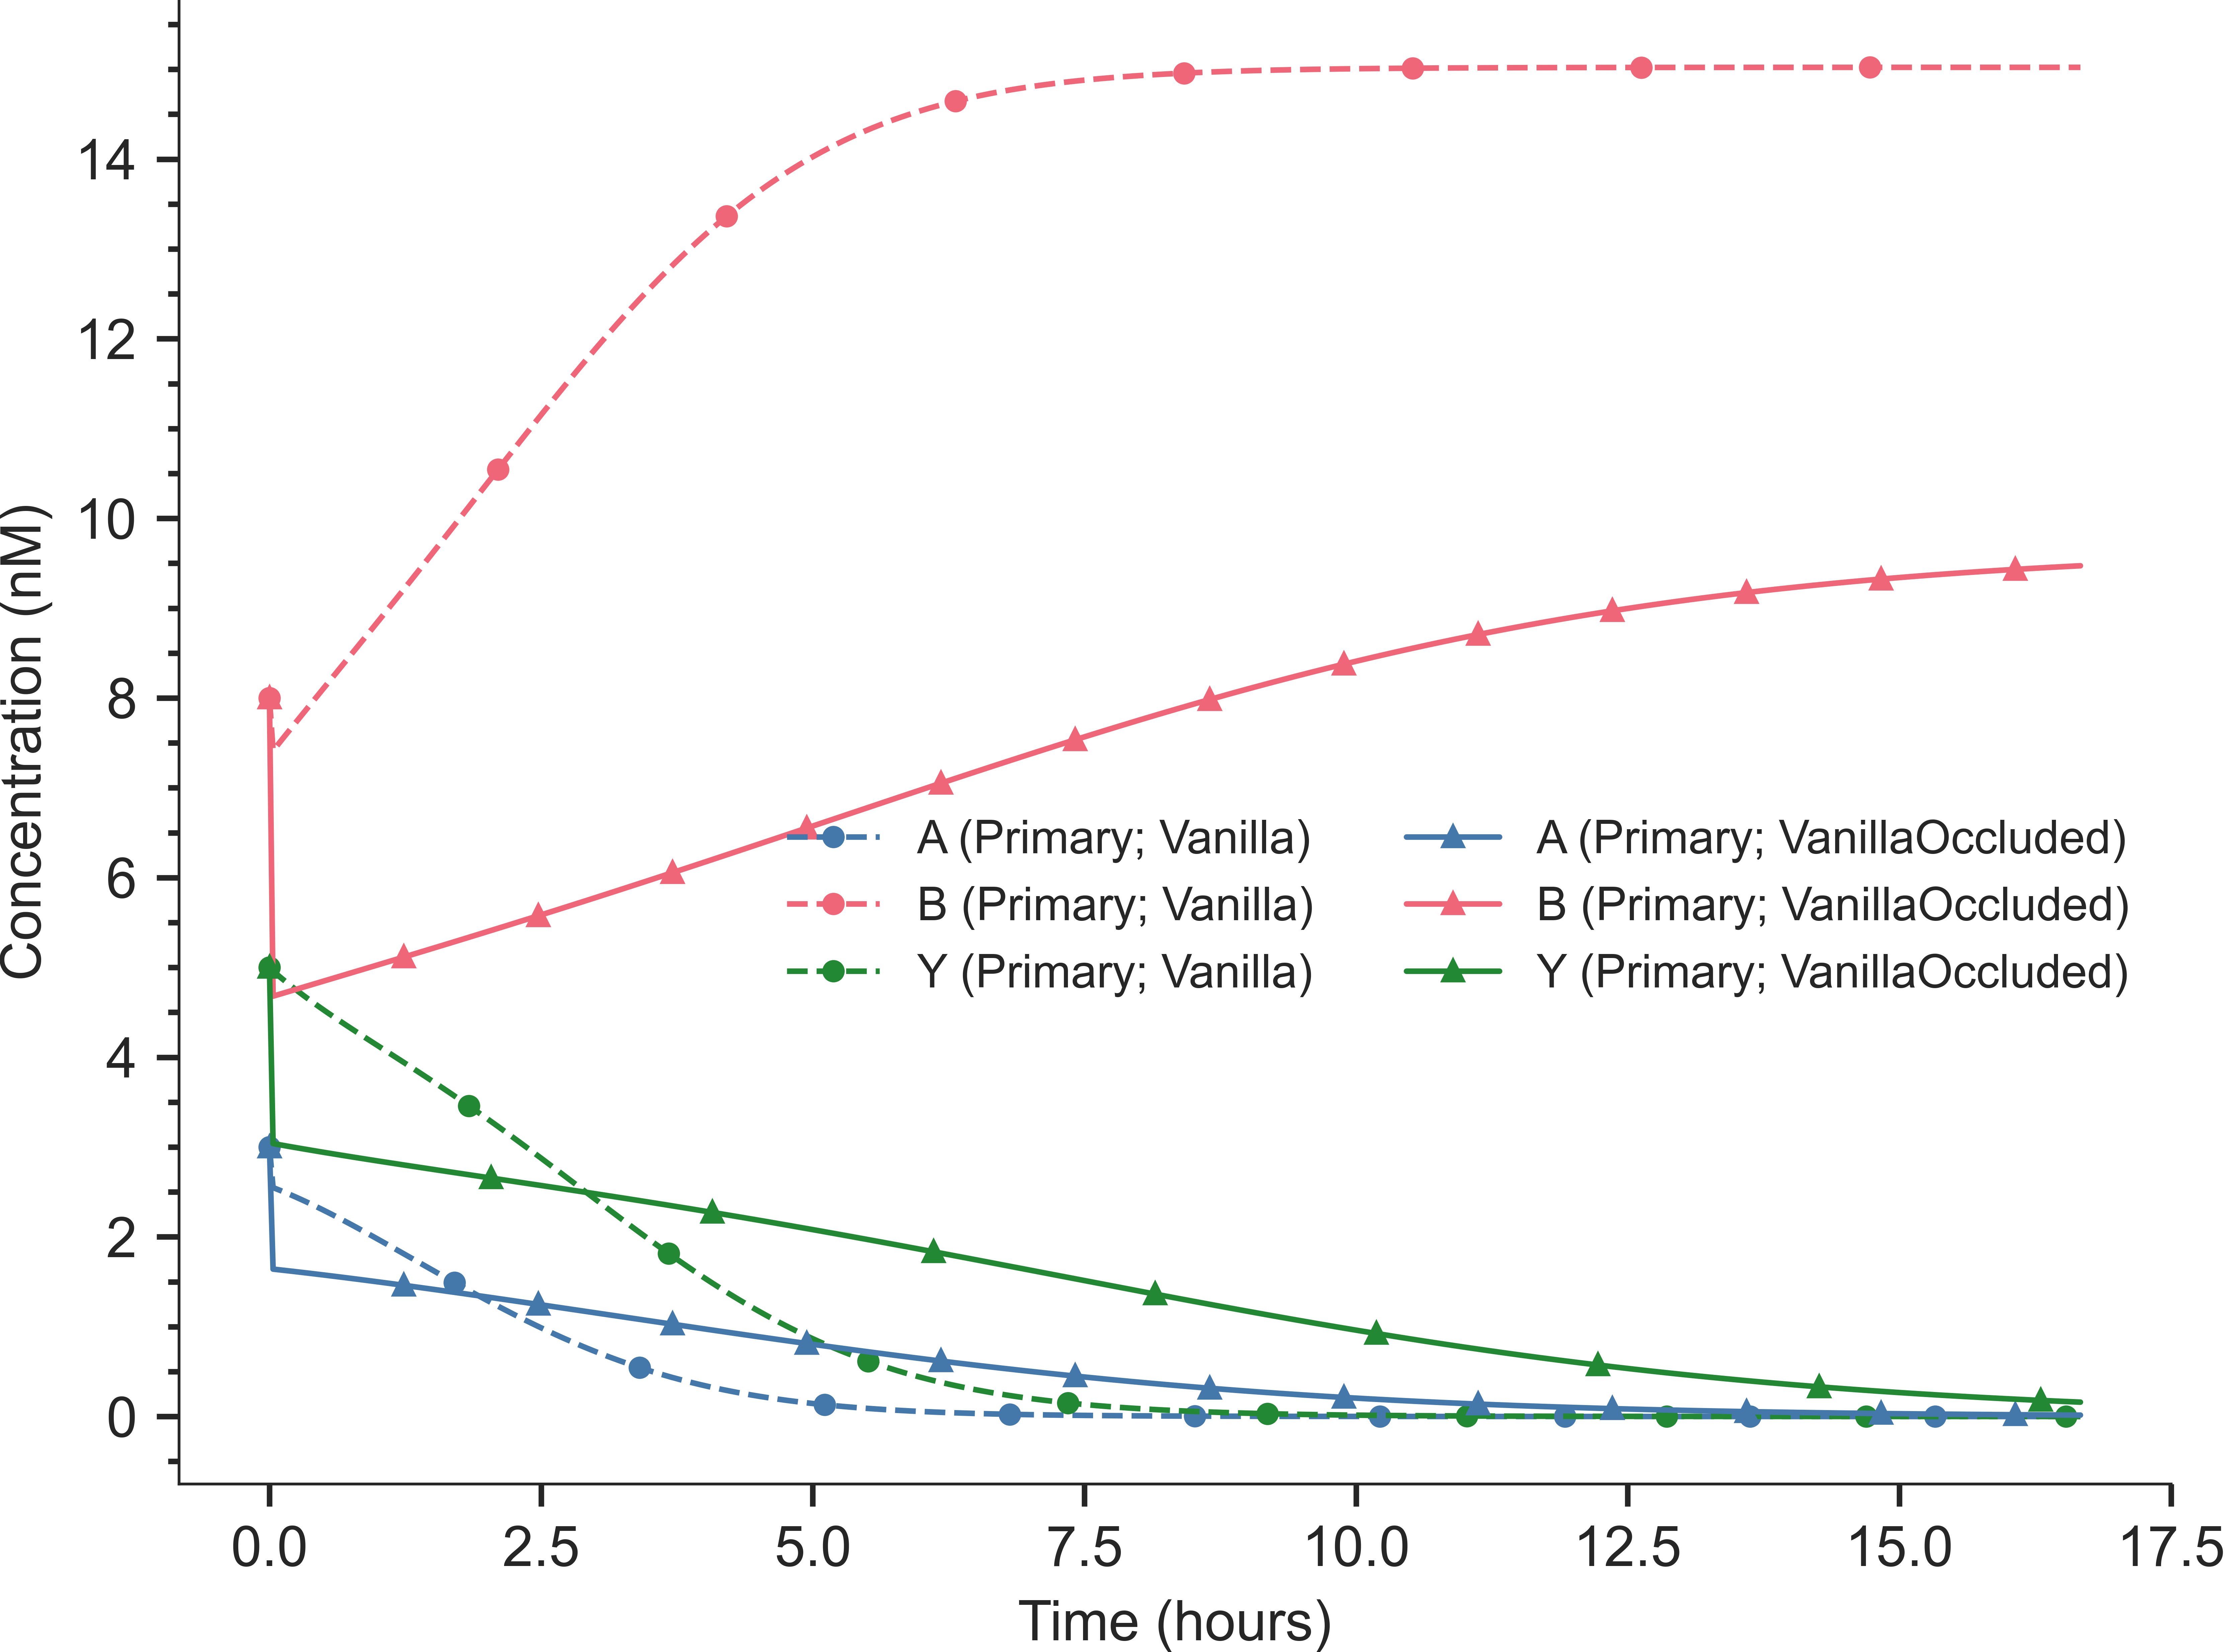 Concentration (nM)
14
12
10
8
6
4
2
0
A (Primary; Vanilla)
B (Primary; Vanilla)
Y (Primary; Vanilla)
A (Primary; VanillaOccluded)
B (Primary; VanillaOccluded)
Y (Primary; VanillaOccluded)
0.0 2.5 5.0 7.5 10.0 12.5 15.0 17.5
Time (hours)